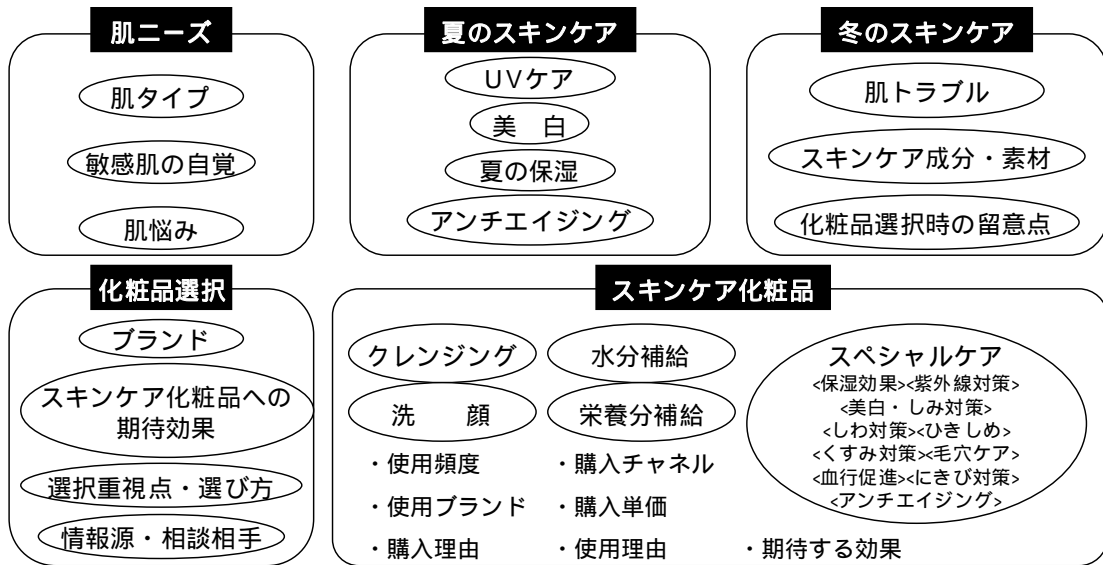 肌ニーズ
肌タイプ
敏感肌の自覚
肌悩み
夏のスキンケア
UVケア
美　白
夏の保湿
アンチエイジング
冬のスキンケア
肌トラブル
スキンケア成分・素材
化粧品選択時の留意点
化粧品選択
ブランド
スキンケア化粧品への
期待効果
選択重視点・選び方
情報源・相談相手
スキンケア化粧品
クレンジング
水分補給
洗　　顔
栄養分補給
スペシャルケア
<保湿効果><紫外線対策>
<美白・しみ対策>
<しわ対策><ひきしめ>
<くすみ対策><毛穴ケア>
<血行促進><にきび対策>
<アンチエイジング>
・使用頻度
・購入チャネル
・使用ブランド
・購入単価
・購入理由
・使用理由
・期待する効果